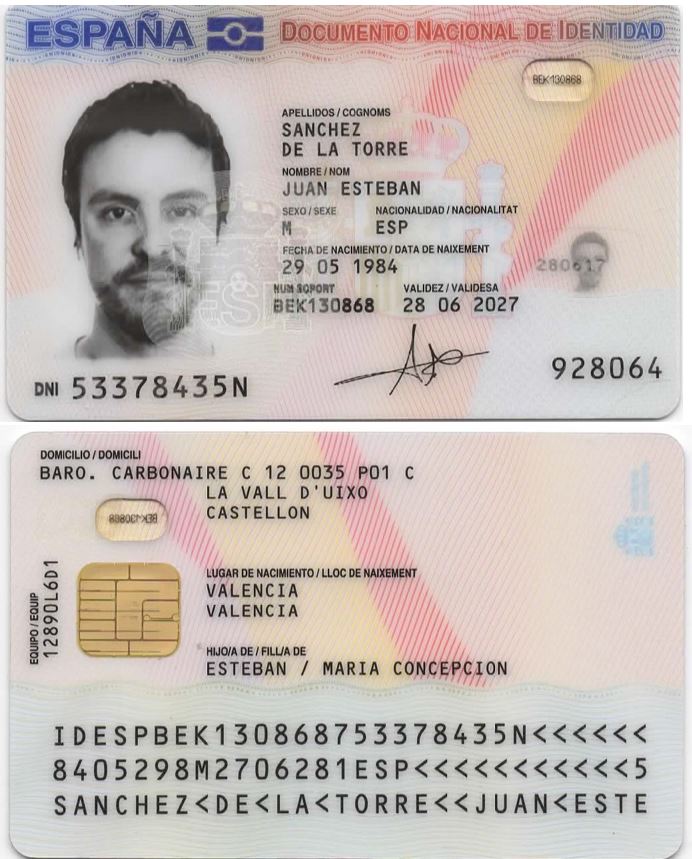 ESPAÑA DOCUMENTO NACIONAL DE IDENTIDAD
BEK130868
APELLIDOS / COGNOMS
SANCHEZ
DE LA TORRE
NOMBRE / NOM
JUAN ESTEBAN
SEXO / SEXE NACIONALIDAD / NACIONALITAT
M ESP
FECHA DE NACIMIENTO / DATA DE NAIXEMENT
29 05 1984
280617
NUM SOPORT VALIDEZ / VALIDESA
BEK130868 28 06 2027
DNI 53378435N
928064
DOMICILIO / DOMICILI
BARO. CARBONAIRE C 12 0035 P01 C
LA VALL D'UIXO
CASTELLON
BEK130868
EQUIPO / EQUIP
12890L6D1
LUGAR DE NACIMIENTO / LLOC DE NAIXEMENT
VALENCIA
VALENCIA
HIJO/A DE / FILL/A DE
ESTEBAN / MARIA CONCEPCION
IDESPBEK130868753378435N<<<<<<
8405298M2706281ESP<<<<<<<<<<<5
SANCHEZ<DE<LA<TORRE<<JUAN<ESTE